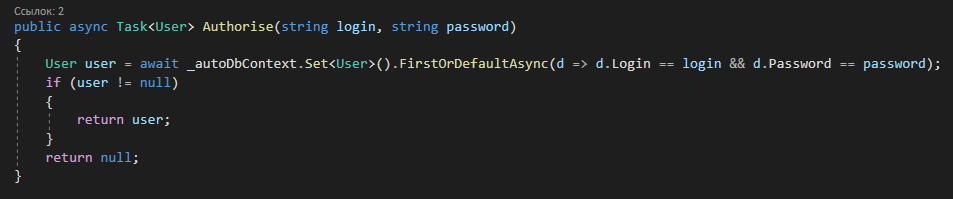 Ссылок: 2
public async Task<User> Authorise(string login, string password)
{
    User user = await _autoDbContext.Set<User>().FirstOrDefaultAsync(d => d.Login == login && d.Password == password);
    if (user != null)
    {
        return user;
    }
    return null;
}